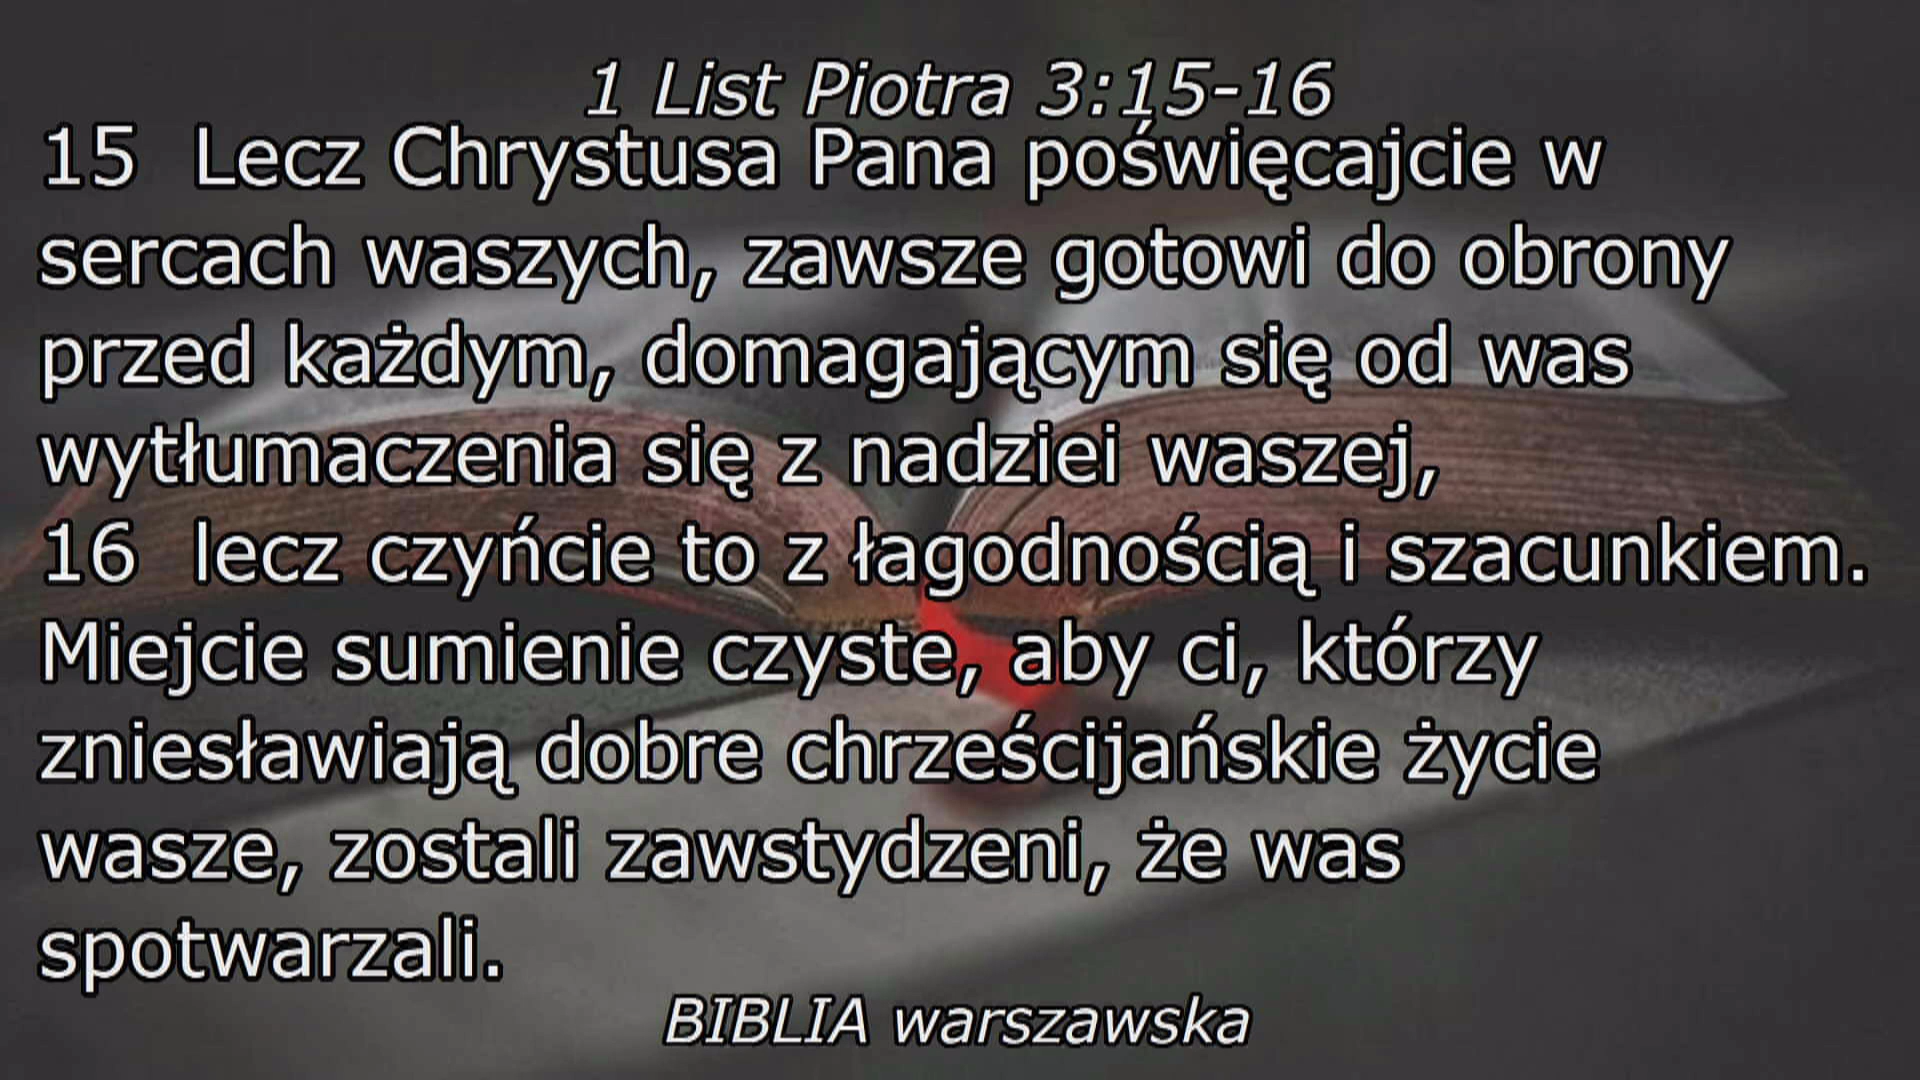 1 List Piotra 3:15-16
15 Lecz Chrystusa Pana poświęcajcie w
sercach waszych, zawsze gotowi do obrony
przed każdym, domagającym się od was
wytłumaczenia się z nadziei waszej,
16 lecz czyńcie to z łagodnością i szacunkiem.
Miejcie sumienie czyste, aby ci, którzy
zniesławiają dobre chrześcijańskie życie
wasze, zostali zawstydzeni, że was
spotwarzali.
BIBLIA warszawska